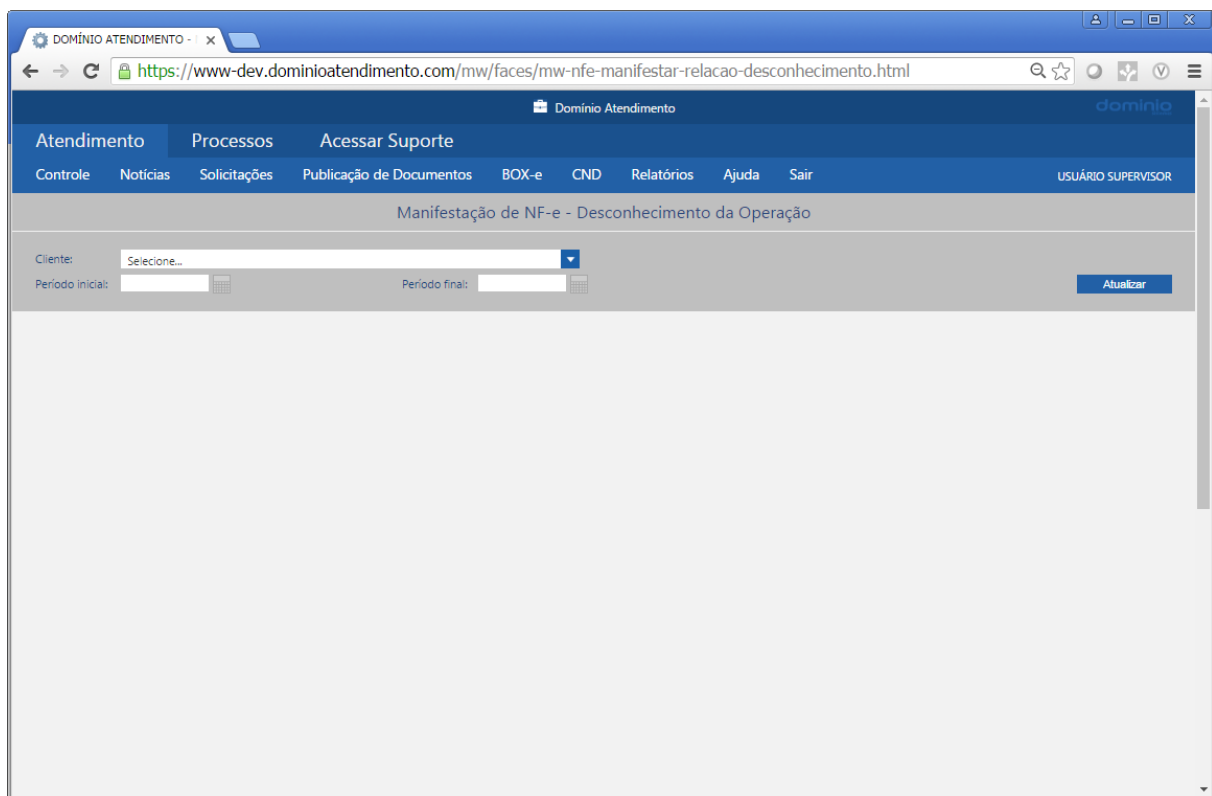 DOMÍNIO ATENDIMENTO -
https://www-dev.dominioatendimento.com/mw/faces/mw-nfe-manifestar-relacao-desconhecimento.html
Domínio Atendimento
domínio
Atendimento Processos Acessar Suporte
Controle Notícias Solicitações Publicação de Documentos BOX-e CND Relatórios Ajuda Sair USUÁRIO SUPERVISOR
Manifestação de NF-e - Desconhecimento da Operação
Cliente: Selecione...
Período inicial: Período final: Atualizar